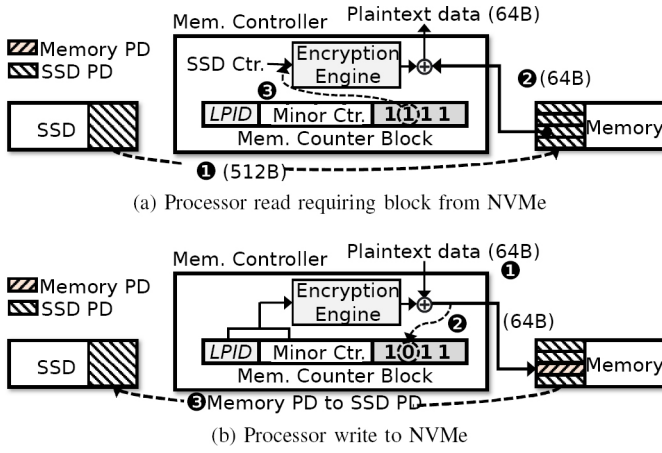 Mem. Controller
Plaintext data (64B)
Memory PD
SSD PD
SSD Ctr.
Encryption
Engine
❷(64B)
❸
LPID Minor Ctr. 1 1 1 1
Mem. Counter Block
SSD
Memory
❶ (512B)
(a) Processor read requiring block from NVMe
Mem. Controller
Plaintext data (64B)
❶
Memory PD
SSD PD
Encryption
Engine
❷
(64B)
LPID Minor Ctr. 1 0 1 1
Mem. Counter Block
SSD
Memory
❸Memory PD to SSD PD
(b) Processor write to NVMe